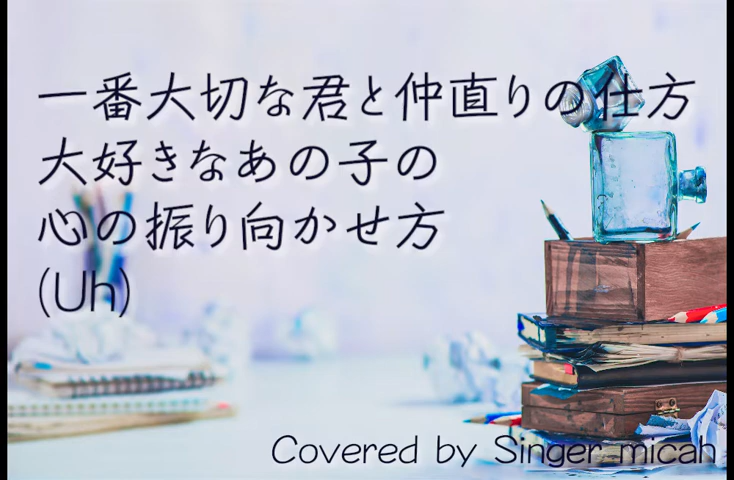 一番大切な君と仲直りの仕方
大好きなあの子の
心の振り向かせ方
(Uh)
Covered by Singer micah